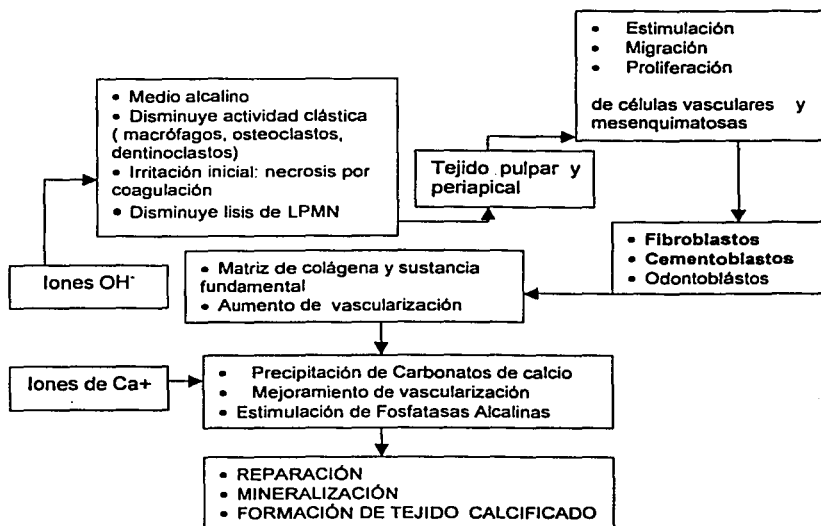 • Estimulación
• Migración
• Proliferación
de células vasculares y
mesenquimatosas
• Medio alcalino
• Disminuye actividad clástica
( macrófagos, osteoclastos,
dentinoclastos)
• Irritación inicial: necrosis por
coagulación
• Disminuye lisis de LPMN
Tejido pulpar y
periapical
Iones OH-
• Fibroblastos
• Cementoblastos
• Odontoblástos
• Matriz de colágena y sustancia
fundamental
• Aumento de vascularización
Iones de Ca+
• Precipitación de Carbonatos de calcio
• Mejoramiento de vascularización
• Estimulación de Fosfatasas Alcalinas
• REPARACIÓN
• MINERALIZACIÓN
• FORMACIÓN DE TEJIDO CALCIFICADO